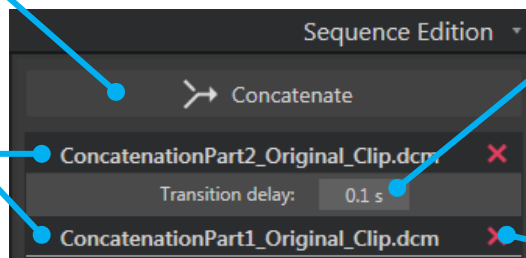 Sequence Edition
Concatenate
ConcatenationPart2_Original_Clip.dcm
Transition delay: 0.1 s
ConcatenationPart1_Original_Clip.dcm